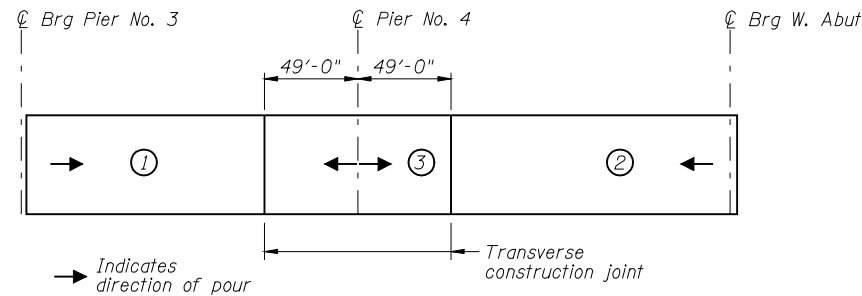 ℄ Brg Pier No. 3
℄ Pier No. 4
℄ Brg W. Abut
49'-0"
49'-0"
1
3
2
Transverse
construction joint
Indicates
direction of pour